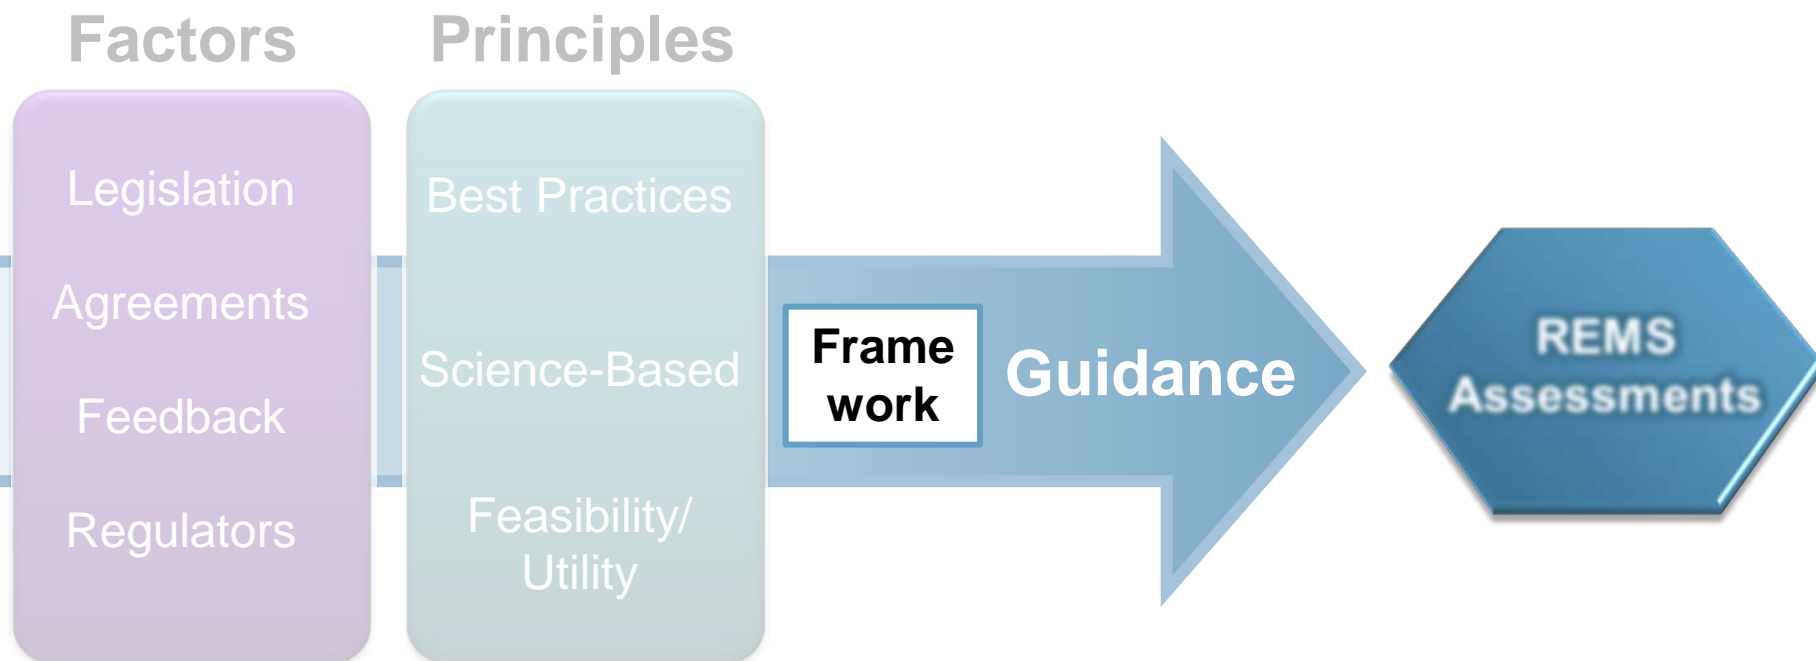 Factors
Legislation
Agreements
Feedback
Regulators
Principles
Best Practices
Science-Based
Feasibility/
Utility
Frame
work
Guidance
REMS
Assessments